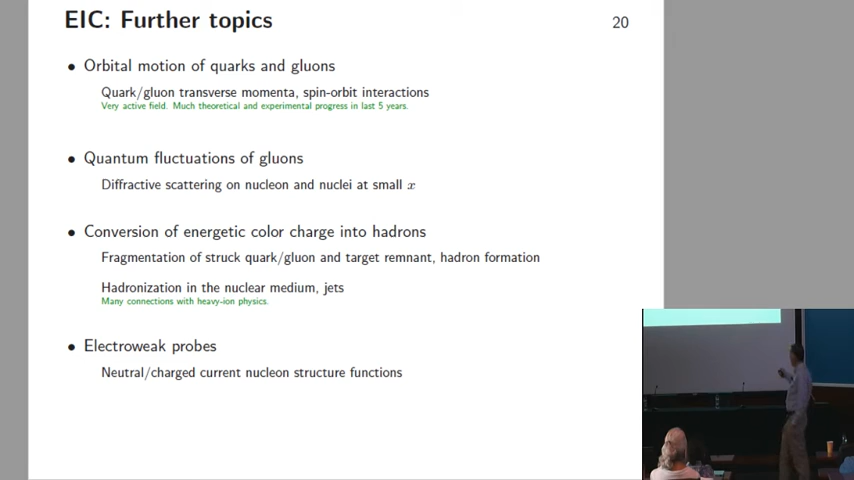 EIC: Further topics
20
• Orbital motion of quarks and gluons
Quark/gluon transverse momenta, spin-orbit interactions
Very active field. Much theoretical and experimental progress in last 5 years.
• Quantum fluctuations of gluons
Diffractive scattering on nucleon and nuclei at small x
• Conversion of energetic color charge into hadrons
Fragmentation of struck quark/gluon and target remnant, hadron formation
Hadronization in the nuclear medium, jets
Many connections with heavy-ion physics.
• Electroweak probes
Neutral/charged current nucleon structure functions